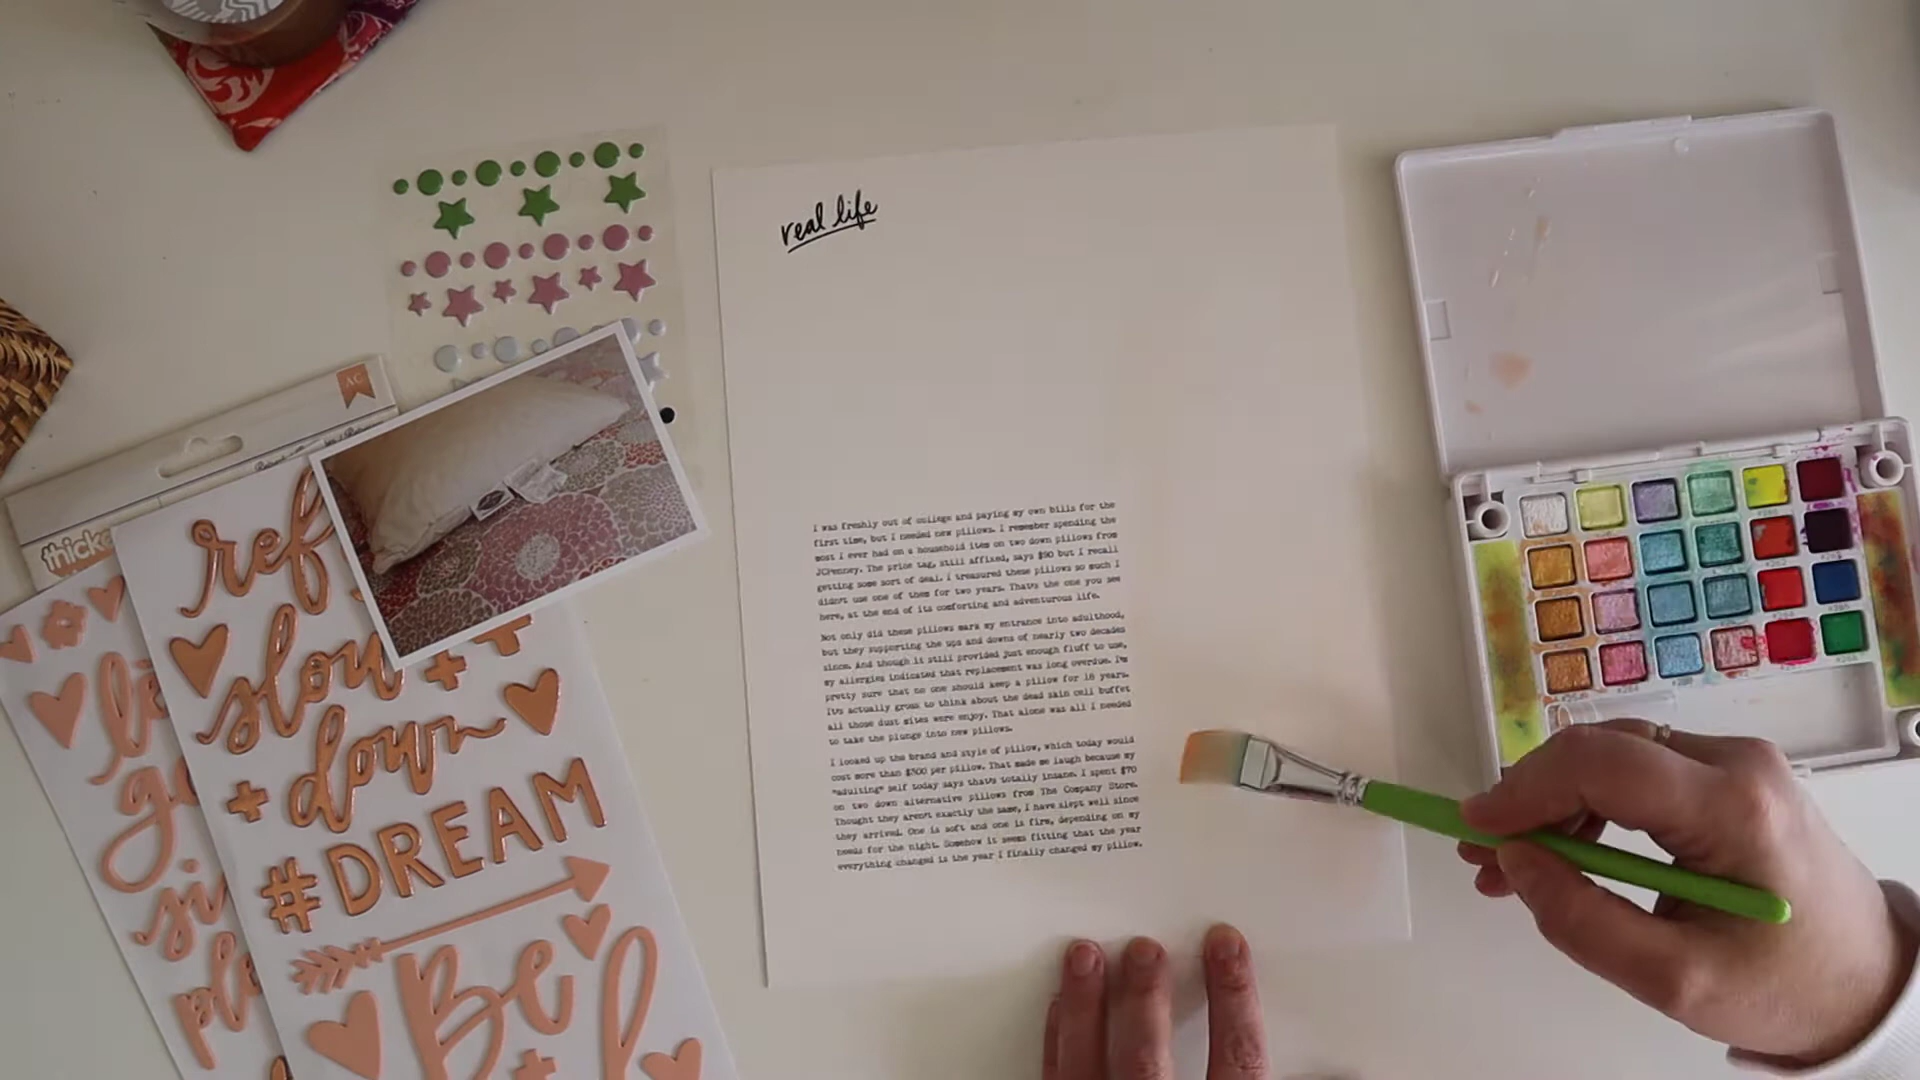 real life
I was freshly out of college and paying my own bills for the
first time, but I needed new pillows. I remember spending the
most I ever had on a household item on two down pillows from
JCPenney. The price tag, still affixed, says $90 but I recall
getting some sort of deal. I treasured these pillows so much I
didn't use one of them for two years. That's the one you see
here, at the end of its comforting and adventurous life.
Not only did these pillows mark my entrance into adulthood,
but they supporting the ups and downs of nearly two decades
since. And though it still provided just enough fluff to use,
my allergies indicated that replacement was long overdue. I'm
pretty sure that no one should keep a pillow for 18 years.
It's actually gross to think about the dead skin cell buffet
all those dust mites were enjoy. That alone was all I needed
to take the plunge into new pillows.
I looked up the brand and style of pillow, which today would
cost more than $300 per pillow. That made me laugh because my
"adulting" self today says that's totally insane. I spent $70
on two down alternative pillows from The Company Store.
Thought they aren't exactly the same, I have slept well since
they arrived. One is soft and one is firm, depending on my
needs for the night. Somehow it seems fitting that the year
everything changed is the year I finally changed my pillow.
AC
thicke
ref
slow
+ down
#DREAM
Be